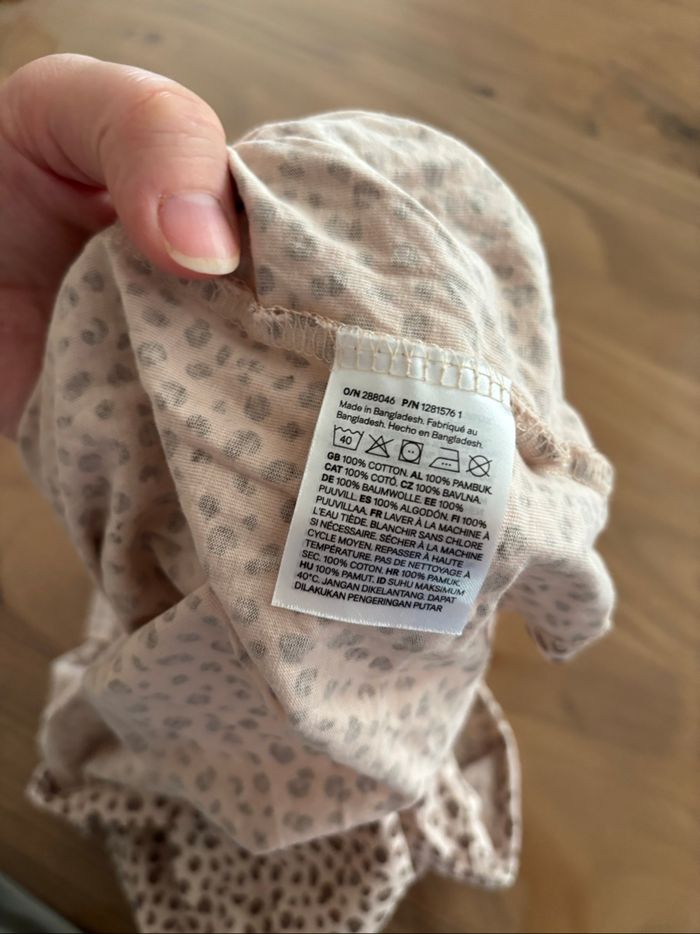 O/N 288046 P/N 1281576 1
Made in Bangladesh. Fabriqué au
Bangladesh. Hecho en Bangladesh.
40
GB 100% COTTON. AL 100% PAMBUK.
CAT 100% COTÓ. CZ 100% BAVLNA.
DE 100% BAUMWOLLE. EE 100%
PUUVILL. ES 100% ALGODÓN. FI 100%
PUUVILLAA. FR LAVER À LA MACHINE À
L'EAU TIÈDE. BLANCHIR SANS CHLORE
SI NÉCESSAIRE. SÉCHER À LA MACHINE
CYCLE MOYEN. REPASSER À HAUTE
TEMPÉRATURE. PAS DE NETTOYAGE À
SEC. 100% COTON. HR 100% PAMUK.
HU 100% PAMUT. ID SUHU MAKSIMUM
40°C. JANGAN DIKELANTANG. DAPAT
DILAKUKAN PENGERINGAN PUTAR